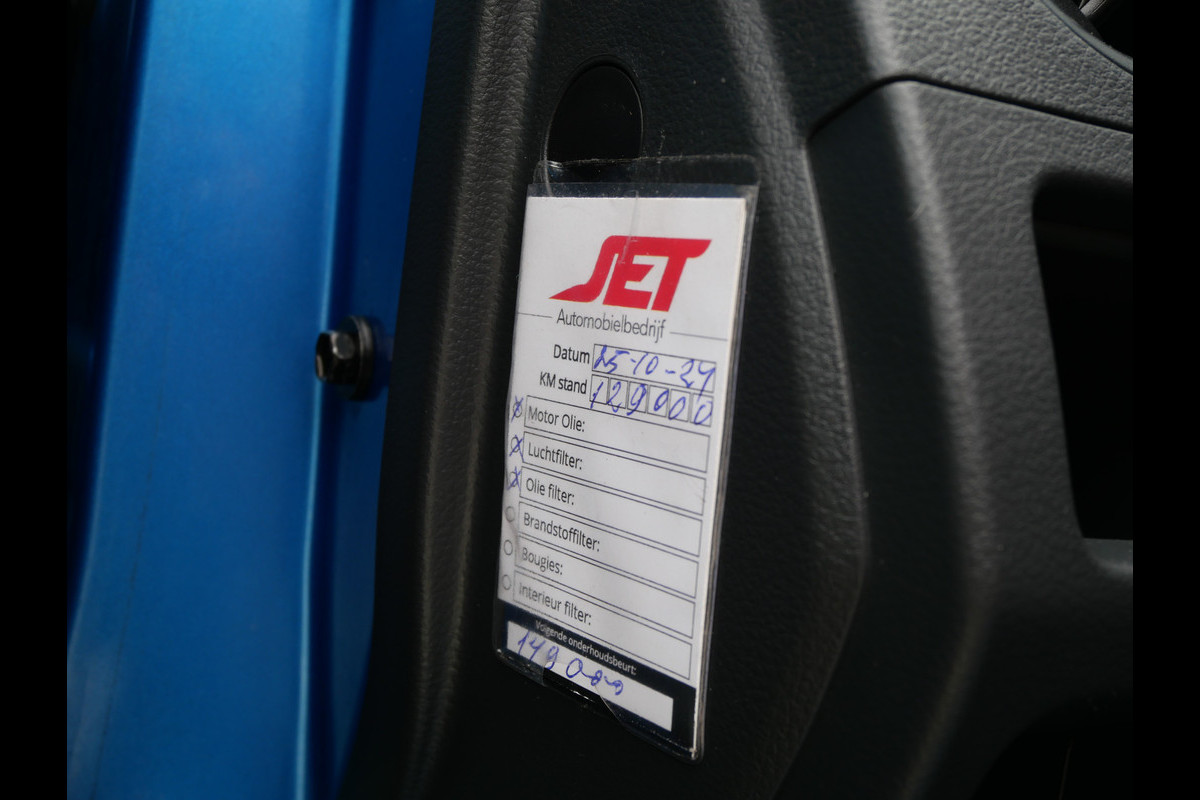 JET
Automobielbedrijf
Datum 25-10-24
KM stand 129000
Motor Olie:
Luchtfilter:
Olie filter:
Brandstoffilter:
Bougies:
Interieur filter:
Volgende onderhoudsbeurt:
149000